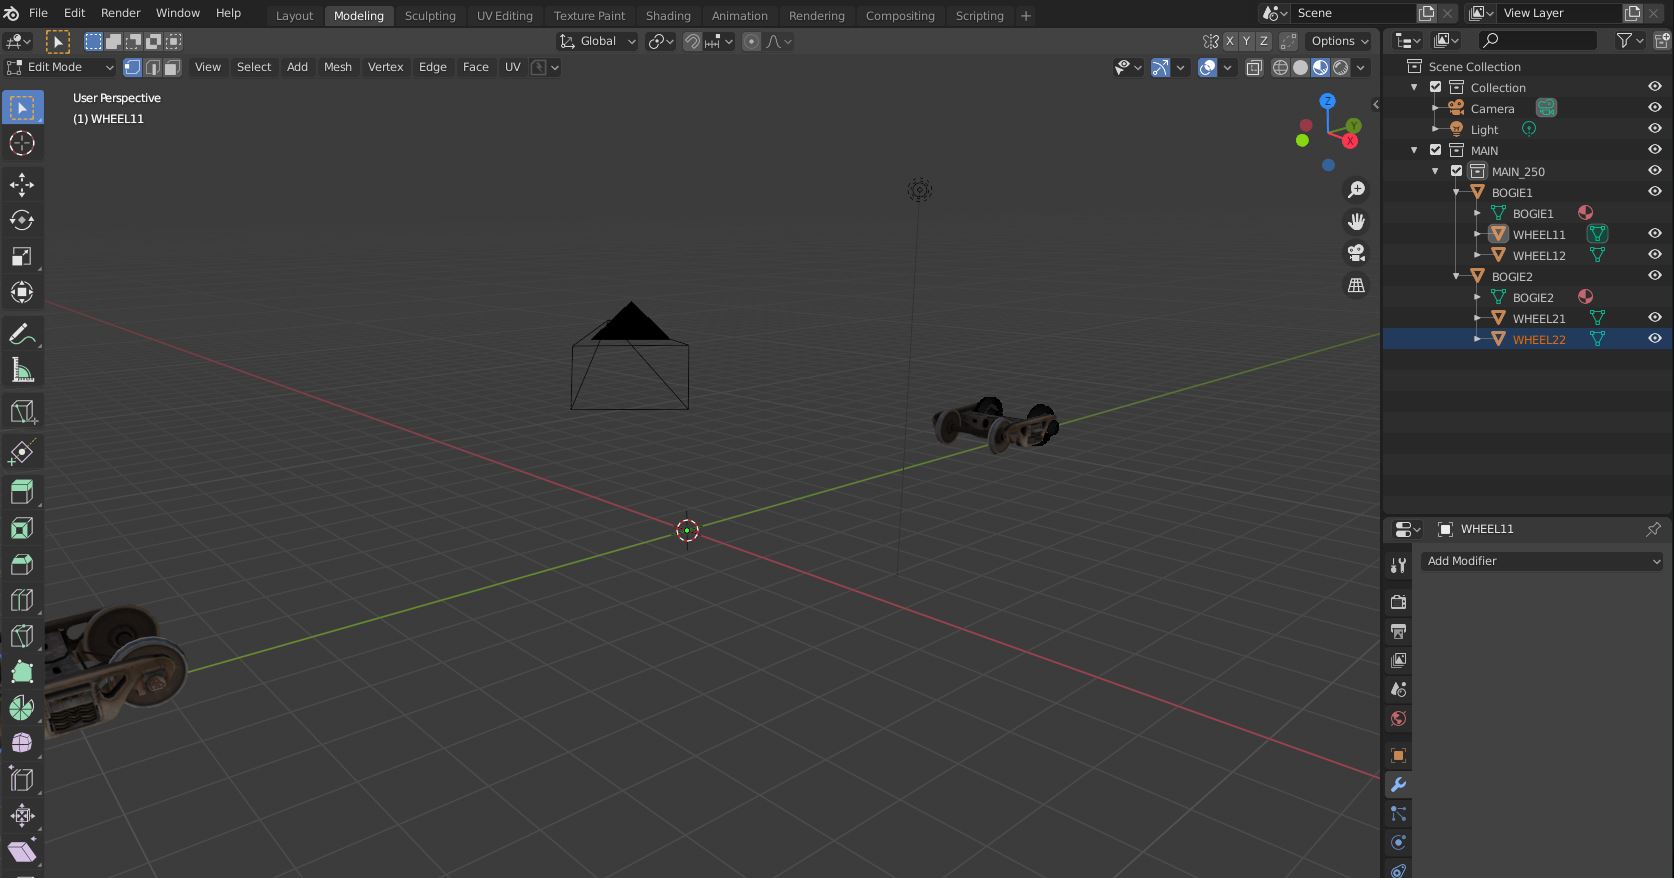 File Edit Render Window Help
Layout Modeling Sculpting UV Editing Texture Paint Shading Animation Rendering Compositing Scripting +
Scene
View Layer
Global
X Y Z
Options
Edit Mode
View Select Add Mesh Vertex Edge Face UV
User Perspective
(1) WHEEL11
Z
Y
X
Scene Collection
Collection
Camera
Light
MAIN
MAIN_250
BOGIE1
BOGIE1
WHEEL11
WHEEL12
BOGIE2
BOGIE2
WHEEL21
WHEEL22
WHEEL11
Add Modifier